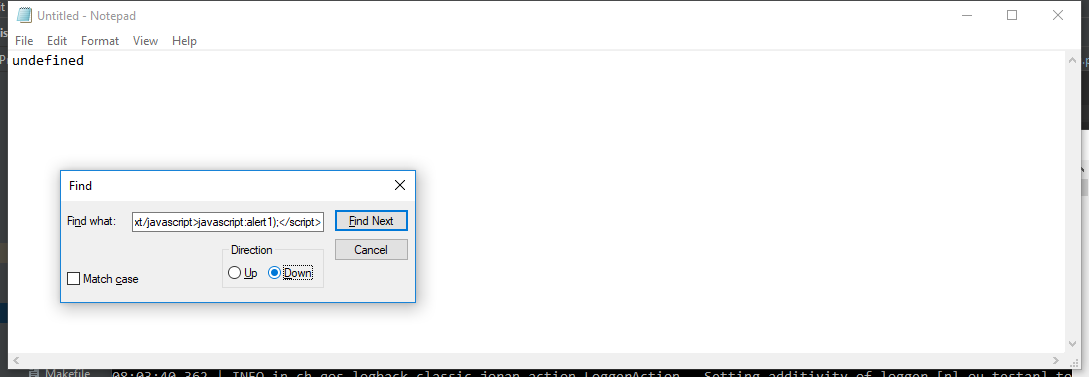 Untitled - Notepad
File Edit Format View Help
undefined
Find
Find what: xt/javascript>javascript:alert1);</script> Find Next
Direction Cancel
Up Down
Match case
Makefile 08:03:40.362 | INFO in ch.qos.logback.classic.joran.action.LoggerAction - Setting additivity of logger [nl.ou.testar] to